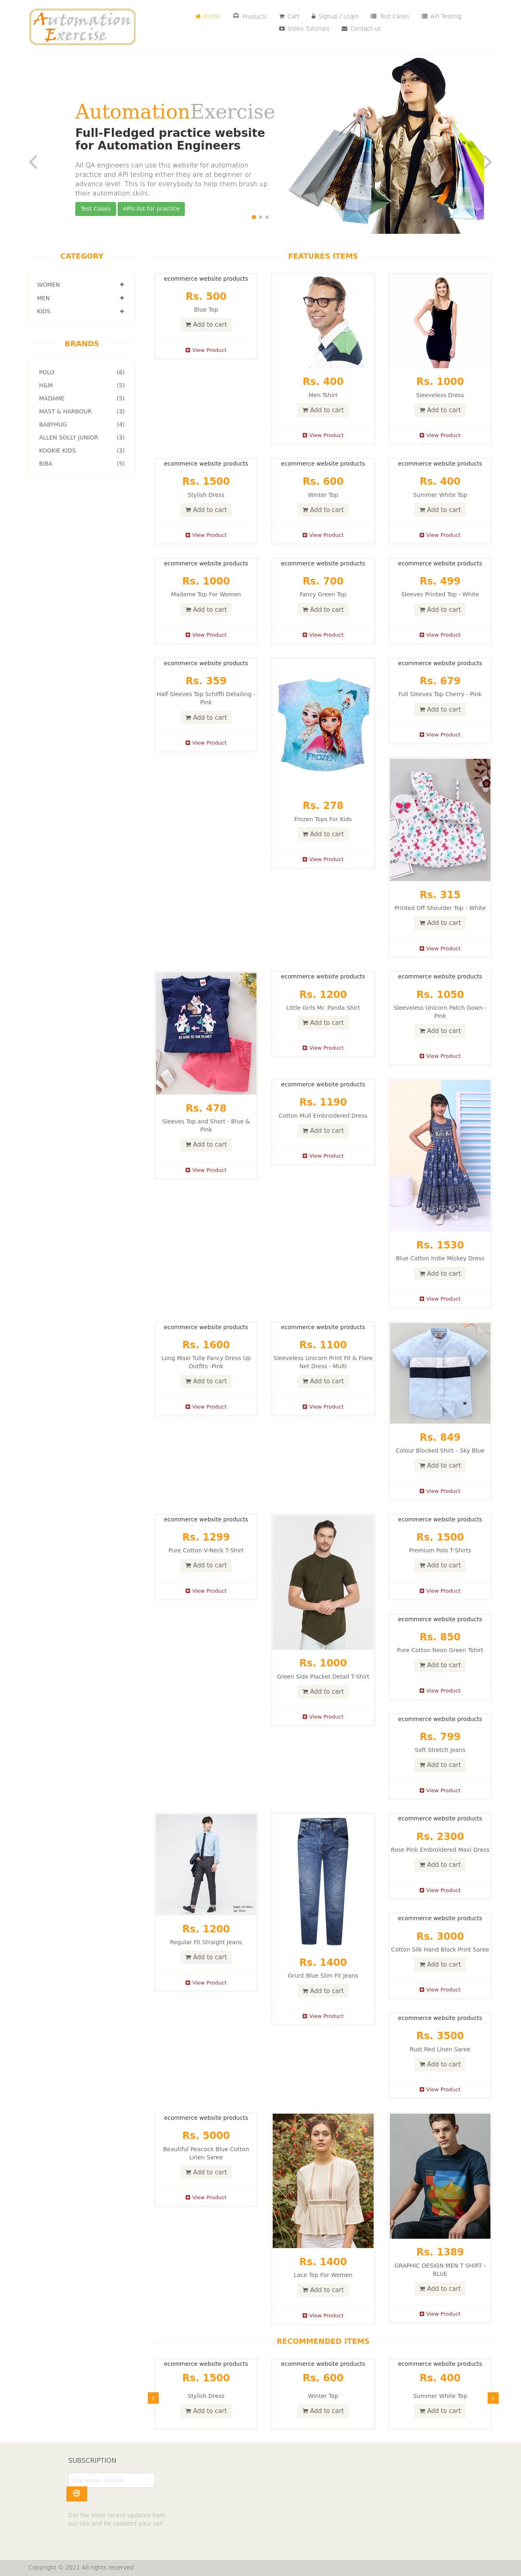 Automation
Exercise
Home
Products
Cart
Signup / Login
Test Cases
API Testing
Video Tutorials
Contact us
AutomationExercise
Full-Fledged practice website
for Automation Engineers
All QA engineers can use this website for automation
practice and API testing either they are at beginner or
advance level. This is for everybody to help them brush up
their automation skills.
Test Cases
APIs list for practice
CATEGORY
WOMEN
MEN
KIDS
BRANDS
POLO (6)
H&M (5)
MADAME (5)
MAST & HARBOUR (3)
BABYHUG (4)
ALLEN SOLLY JUNIOR (3)
KOOKIE KIDS (3)
BIBA (5)
FEATURES ITEMS
ecommerce website products
Rs. 500
Blue Top
Add to cart
View Product
Rs. 400
Men Tshirt
Add to cart
View Product
Rs. 1000
Sleeveless Dress
Add to cart
View Product
ecommerce website products
Rs. 1500
Stylish Dress
Add to cart
View Product
ecommerce website products
Rs. 600
Winter Top
Add to cart
View Product
ecommerce website products
Rs. 400
Summer White Top
Add to cart
View Product
ecommerce website products
Rs. 1000
Madame Top For Women
Add to cart
View Product
ecommerce website products
Rs. 700
Fancy Green Top
Add to cart
View Product
ecommerce website products
Rs. 499
Sleeves Printed Top - White
Add to cart
View Product
ecommerce website products
Rs. 359
Half Sleeves Top Schiffli Detailing -
Pink
Add to cart
View Product
Rs. 278
Frozen Tops For Kids
Add to cart
View Product
ecommerce website products
Rs. 679
Full Sleeves Top Cherry - Pink
Add to cart
View Product
Rs. 315
Printed Off Shoulder Top - White
Add to cart
View Product
Rs. 478
Sleeves Top and Short - Blue &
Pink
Add to cart
View Product
ecommerce website products
Rs. 1200
Little Girls Mr. Panda Shirt
Add to cart
View Product
ecommerce website products
Rs. 1050
Sleeveless Unicorn Patch Gown -
Pink
Add to cart
View Product
ecommerce website products
Rs. 1190
Cotton Mull Embroidered Dress
Add to cart
View Product
Rs. 1530
Blue Cotton Indie Mickey Dress
Add to cart
View Product
ecommerce website products
Rs. 1600
Long Maxi Tulle Fancy Dress Up
Outfits -Pink
Add to cart
View Product
ecommerce website products
Rs. 1100
Sleeveless Unicorn Print Fit & Flare
Net Dress - Multi
Add to cart
View Product
Rs. 849
Colour Blocked Shirt – Sky Blue
Add to cart
View Product
ecommerce website products
Rs. 1299
Pure Cotton V-Neck T-Shirt
Add to cart
View Product
Rs. 1000
Green Side Placket Detail T-Shirt
Add to cart
View Product
ecommerce website products
Rs. 1500
Premium Polo T-Shirts
Add to cart
View Product
ecommerce website products
Rs. 850
Pure Cotton Neon Green Tshirt
Add to cart
View Product
ecommerce website products
Rs. 799
Soft Stretch Jeans
Add to cart
View Product
Rs. 1200
Regular Fit Straight Jeans
Add to cart
View Product
Rs. 1400
Grunt Blue Slim Fit Jeans
Add to cart
View Product
ecommerce website products
Rs. 2300
Rose Pink Embroidered Maxi Dress
Add to cart
View Product
ecommerce website products
Rs. 3000
Cotton Silk Hand Block Print Saree
Add to cart
View Product
ecommerce website products
Rs. 3500
Rust Red Linen Saree
Add to cart
View Product
ecommerce website products
Rs. 5000
Beautiful Peacock Blue Cotton
Linen Saree
Add to cart
View Product
Rs. 1400
Lace Top For Women
Add to cart
View Product
Rs. 1389
GRAPHIC DESIGN MEN T SHIRT -
BLUE
Add to cart
View Product
RECOMMENDED ITEMS
ecommerce website products
Rs. 1500
Stylish Dress
Add to cart
ecommerce website products
Rs. 600
Winter Top
Add to cart
ecommerce website products
Rs. 400
Summer White Top
Add to cart
SUBSCRIPTION
Your email address
Get the most recent updates from
our site and be updated your self...
Copyright © 2021 All rights reserved